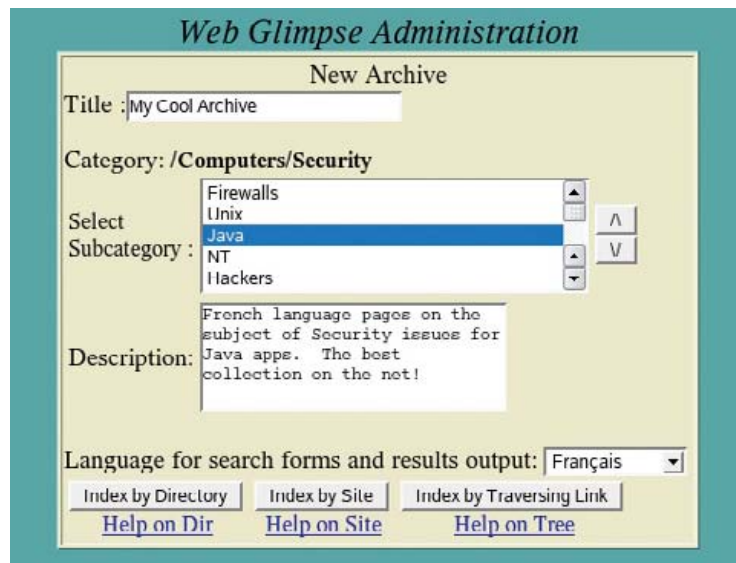 Web Glimpse Administration
New Archive
Title : My Cool Archive
Category: /Computers/Security
Firewalls
Unix
Select
Subcategory :
Java
NT
Hackers
/\
\/
Description:
French language pages on the
subject of Security issues for
Java apps. The best
collection on the net!
Language for search forms and results output: Français
Index by Directory Index by Site Index by Traversing Link
Help on Dir Help on Site Help on Tree